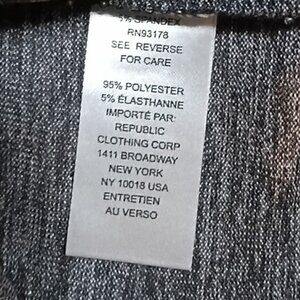 5% SPANDEX
RN93178
SEE REVERSE
FOR CARE
95% POLYESTER
5% ÉLASTHANNE
IMPORTÉ PAR:
REPUBLIC
CLOTHING CORP
1411 BROADWAY
NEW YORK
NY 10018 USA
ENTRETIEN
AU VERSO